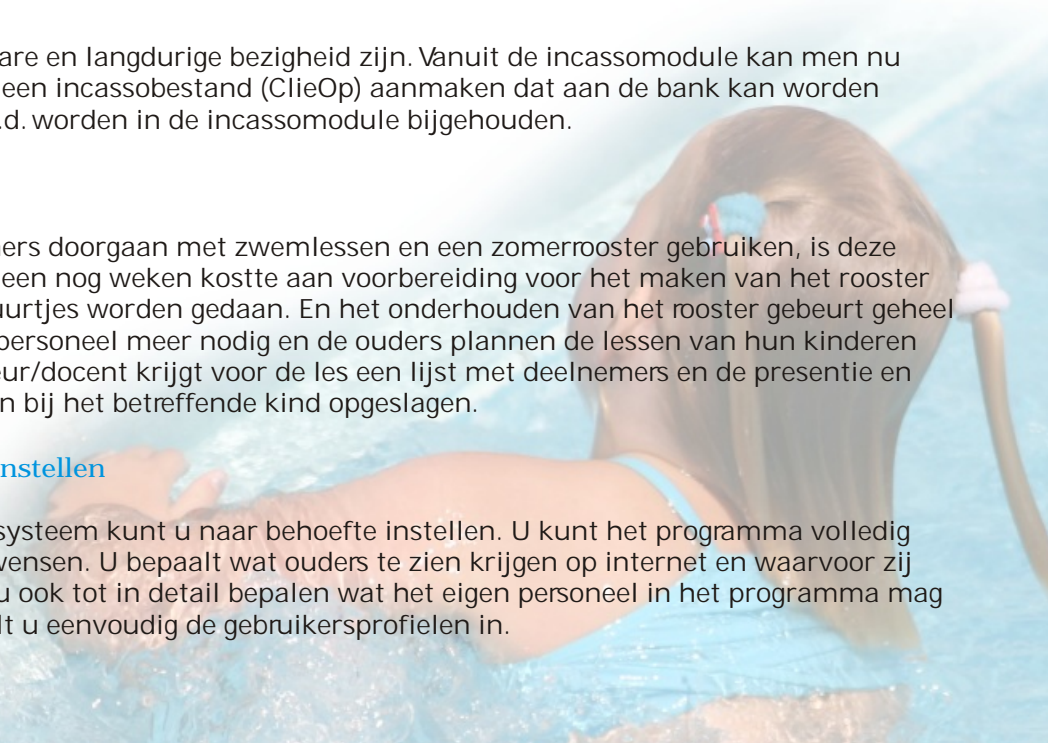 are en langdurige bezigheid zijn. Vanuit de incassomodule kan men nu
een incassobestand (ClieOp) aanmaken dat aan de bank kan worden
.d. worden in de incassomodule bijgehouden.
ers doorgaan met zwemlessen en een zomerrooster gebruiken, is deze
een nog weken kostte aan voorbereiding voor het maken van het rooster
uurtjes worden gedaan. En het onderhouden van het rooster gebeurt geheel
personeel meer nodig en de ouders plannen de lessen van hun kinderen
eur/docent krijgt voor de les een lijst met deelnemers en de presentie en
n bij het betreffende kind opgeslagen.
nstellen
systeem kunt u naar behoefte instellen. U kunt het programma volledig
wensen. U bepaalt wat ouders te zien krijgen op internet en waarvoor zij
u ook tot in detail bepalen wat het eigen personeel in het programma mag
lt u eenvoudig de gebruikersprofielen in.